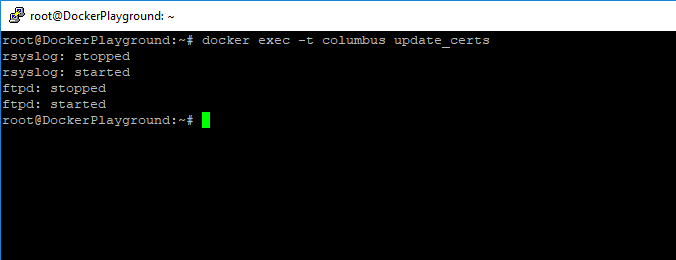 root@DockerPlayground: ~
root@DockerPlayground:~# docker exec -t columbus update_certs
rsyslog: stopped
rsyslog: started
ftpd: stopped
ftpd: started
root@DockerPlayground:~#